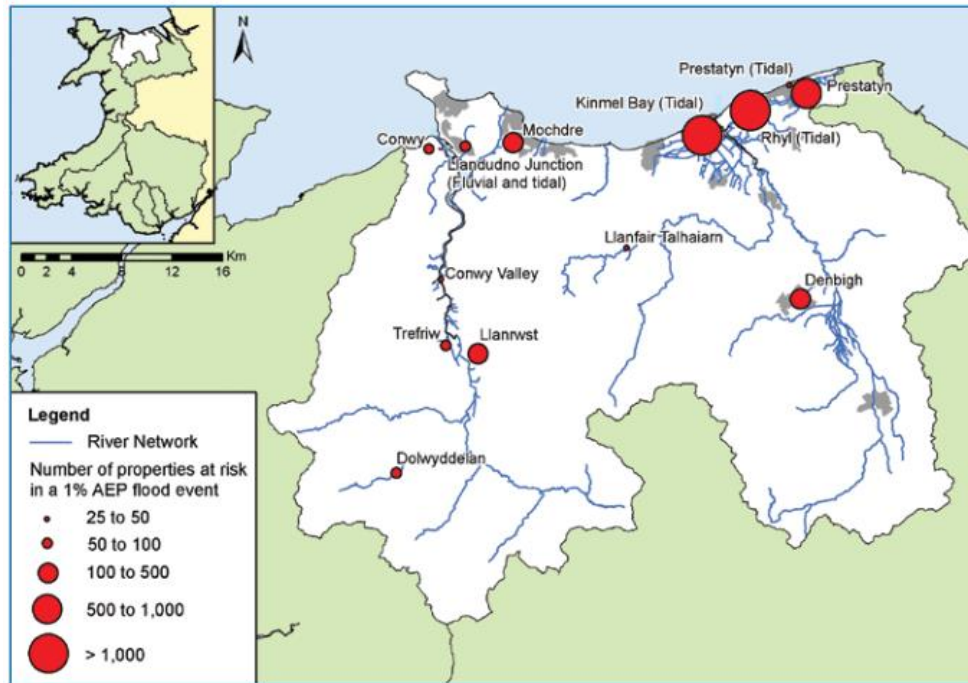 N
Prestatyn (Tidal)
Prestatyn
Kinmel Bay (Tidal)
Rhyl (Tidal)
Mochdre
Conwy
Llandudno Junction
(Fluvial and tidal)
Llanfair Talhaiarn
Km
0 2 4 8 12 16
Conwy Valley
Denbigh
Trefriw
Llanrwst
Dolwyddelan
Legend
River Network
Number of properties at risk
in a 1% AEP flood event
25 to 50
50 to 100
100 to 500
500 to 1,000
> 1,000